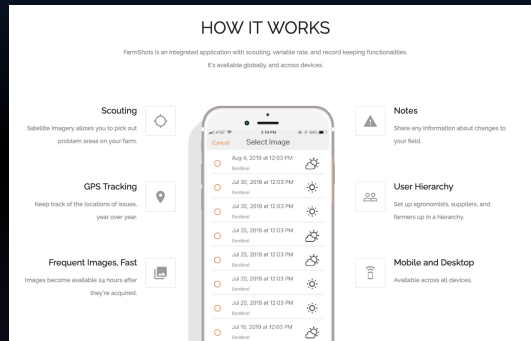 HOW IT WORKS
FarmShots is an integrated application with scouting, variable rate, and record keeping functionalities.
It's available globally, and across devices.
Scouting
Satellite imagery allows you to pick out
problem areas on your farm.
GPS Tracking
Keep track of the locations of issues,
year over year.
Frequent Images, Fast
Images become available 24 hours after
they're acquired.
3:14 PM
84%
Cancel Select Image
Aug 4, 2019 at 12:03 PM
Sentinel
Jul 30, 2019 at 12:03 PM
Sentinel
Jul 30, 2019 at 12:03 PM
Sentinel
Jul 25, 2019 at 12:03 PM
Sentinel
Jul 25, 2019 at 12:03 PM
Sentinel
Jul 20, 2019 at 12:03 PM
Sentinel
Jul 20, 2019 at 12:03 PM
Sentinel
Jul 15, 2019 at 12:03 PM
Sentinel
Notes
Share any information about changes to
your field.
User Hierarchy
Set up agronomists, suppliers, and
farmers up in a hierarchy.
Mobile and Desktop
Available across all devices.